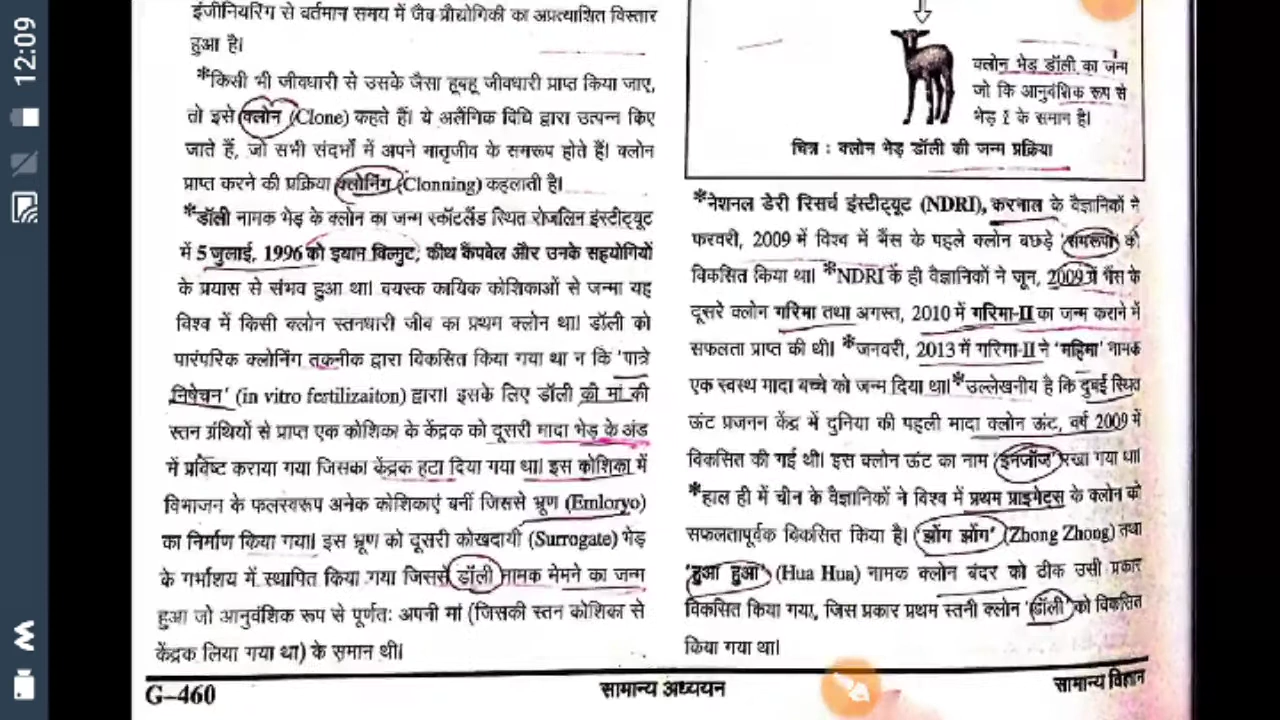 12:09
इंजीनियरिंग से वर्तमान समय में जैव प्रौद्योगिकी का अप्रत्याशित विस्तार
हुआ है।
*किसी भी जीवधारी से उसके जैसा हूबहू जीवधारी प्राप्त किया जाए,
तो इसे क्लोन (Clone) कहते हैं। ये अलैंगिक विधि द्वारा उत्पन्न किए
जाते हैं, जो सभी संदर्भों में अपने मातृजीव के समरूप होते हैं। क्लोन
प्राप्त करने की प्रक्रिया क्लोनिंग (Clonning) कहलाती है।
*डॉली नामक भेड़ के क्लोन का जन्म स्कॉटलैंड स्थित रोजलिन इंस्टीट्यूट
में 5 जुलाई, 1996 को इयान विल्मुट, कीथ कैंपबेल और उनके सहयोगियों
के प्रयास से संभव हुआ था। वयस्क कायिक कोशिकाओं से जन्मा यह
विश्व में किसी क्लोन स्तनधारी जीव का प्रथम क्लोन था। डॉली को
पारंपरिक क्लोनिंग तकनीक द्वारा विकसित किया गया था न कि 'पात्रे
निषेचन' (in vitro fertilizaiton) द्वारा। इसके लिए डॉली की मां की
स्तन ग्रंथियों से प्राप्त एक कोशिका के केंद्रक को दूसरी मादा भेड़ के अंड
में प्रविष्ट कराया गया जिसका केंद्रक हटा दिया गया था। इस कोशिका में
विभाजन के फलस्वरूप अनेक कोशिकाएं बनीं जिससे भ्रूण (Emloryo)
का निर्माण किया गया। इस भ्रूण को दूसरी कोखदायी (Surrogate) भेड़
के गर्भाशय में स्थापित किया गया जिससे डॉली नामक मेमने का जन्म
हुआ जो आनुवंशिक रूप से पूर्णत: अपनी मां (जिसकी स्तन कोशिका से
केंद्रक लिया गया था) के समान थी।
क्लोन भेड़ डॉली का जन्म
जो कि आनुवंशिक रूप से
भेड़ 1 के समान है।
चित्र : क्लोन भेड़ डॉली की जन्म प्रक्रिया
*नेशनल डेरी रिसर्च इंस्टीट्यूट (NDRI), करनाल के वैज्ञानिकों ने
फरवरी, 2009 में विश्व में भैंस के पहले क्लोन बछड़े 'समरूपा' को
विकसित किया था। *NDRI के ही वैज्ञानिकों ने जून, 2009 में भैंस के
दूसरे क्लोन गरिमा तथा अगस्त, 2010 में गरिमा-II का जन्म कराने में
सफलता प्राप्त की थी। *जनवरी, 2013 में गरिमा-II ने 'महिमा' नामक
एक स्वस्थ मादा बच्चे को जन्म दिया था। *उल्लेखनीय है कि दुबई स्थित
ऊंट प्रजनन केंद्र में दुनिया की पहली मादा क्लोन ऊंट, वर्ष 2009 में
विकसित की गई थी। इस क्लोन ऊंट का नाम 'इनजॉज' रखा गया था।
*हाल ही में चीन के वैज्ञानिकों ने विश्व में प्रथम प्राइमेट्स के क्लोन को
सफलतापूर्वक विकसित किया है। 'झोंग झोंग' (Zhong Zhong) तथा
'हुआ हुआ' (Hua Hua) नामक क्लोन बंदर को ठीक उसी प्रकार
विकसित किया गया, जिस प्रकार प्रथम स्तनी क्लोन 'डॉली' को विकसित
किया गया था।
G–460
सामान्य अध्ययन
सामान्य विज्ञान